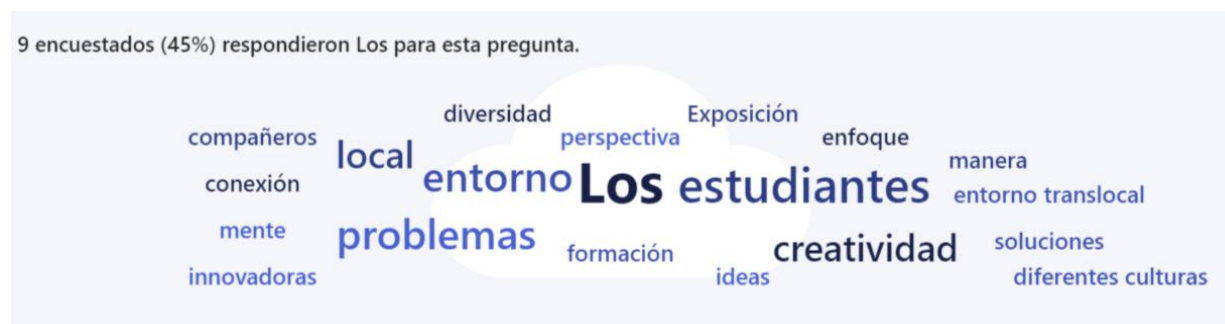 9 encuestados (45%) respondieron Los para esta pregunta.
diversidad
Exposición
compañeros
perspectiva
enfoque
local
manera
conexión
entorno
Los
estudiantes
entorno translocal
mente
problemas
formación
creatividad
soluciones
innovadoras
ideas
diferentes culturas